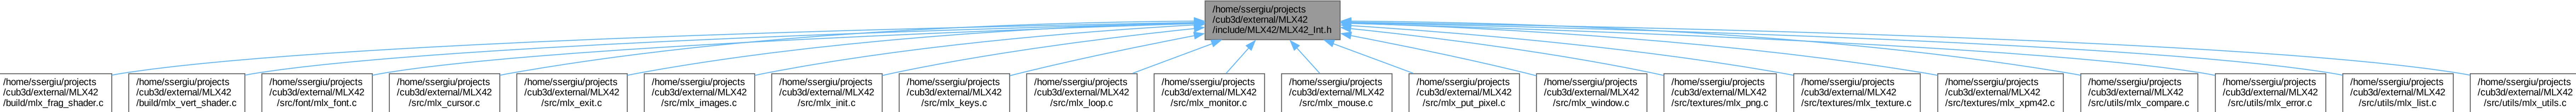 /home/ssergiu/projects
/cub3d/external/MLX42
/include/MLX42/MLX42_Int.h
/home/ssergiu/projects
/cub3d/external/MLX42
/build/mlx_frag_shader.c
/home/ssergiu/projects
/cub3d/external/MLX42
/build/mlx_vert_shader.c
/home/ssergiu/projects
/cub3d/external/MLX42
/src/font/mlx_font.c
/home/ssergiu/projects
/cub3d/external/MLX42
/src/mlx_cursor.c
/home/ssergiu/projects
/cub3d/external/MLX42
/src/mlx_exit.c
/home/ssergiu/projects
/cub3d/external/MLX42
/src/mlx_images.c
/home/ssergiu/projects
/cub3d/external/MLX42
/src/mlx_init.c
/home/ssergiu/projects
/cub3d/external/MLX42
/src/mlx_keys.c
/home/ssergiu/projects
/cub3d/external/MLX42
/src/mlx_loop.c
/home/ssergiu/projects
/cub3d/external/MLX42
/src/mlx_monitor.c
/home/ssergiu/projects
/cub3d/external/MLX42
/src/mlx_mouse.c
/home/ssergiu/projects
/cub3d/external/MLX42
/src/mlx_put_pixel.c
/home/ssergiu/projects
/cub3d/external/MLX42
/src/mlx_window.c
/home/ssergiu/projects
/cub3d/external/MLX42
/src/textures/mlx_png.c
/home/ssergiu/projects
/cub3d/external/MLX42
/src/textures/mlx_texture.c
/home/ssergiu/projects
/cub3d/external/MLX42
/src/textures/mlx_xpm42.c
/home/ssergiu/projects
/cub3d/external/MLX42
/src/utils/mlx_compare.c
/home/ssergiu/projects
/cub3d/external/MLX42
/src/utils/mlx_error.c
/home/ssergiu/projects
/cub3d/external/MLX42
/src/utils/mlx_list.c
/home/ssergiu/projects
/cub3d/external/MLX42
/src/utils/mlx_utils.c